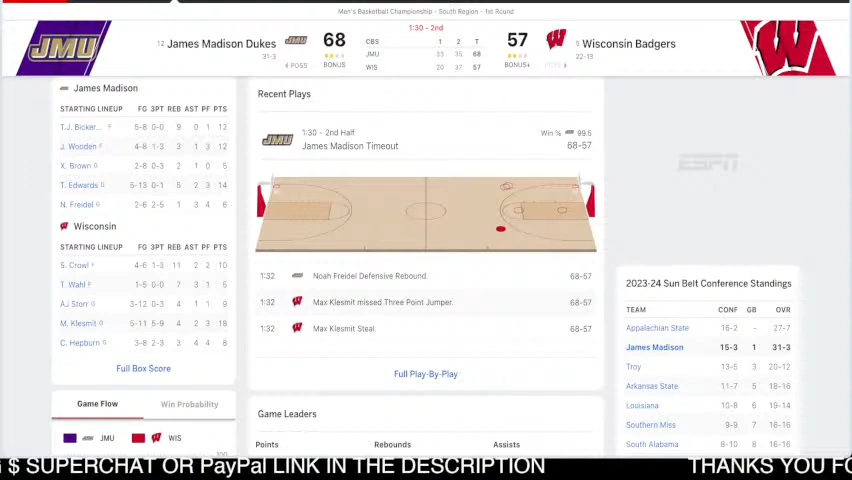 Men's Basketball Championship - South Region - 1st Round
JMU
12 James Madison Dukes
31-3
JMU
POSS
68
BONUS
1:30 - 2nd
CBS 1 2 T
JMU 33 35 68
WIS 20 37 57
57
BONUS+
W
5 Wisconsin Badgers
22-13
W
James Madison
STARTING LINEUP FG 3PT REB AST PF PTS
T.J. Bicker... F 5-8 0-0 9 0 1 12
J. Wooden F 4-8 1-3 3 1 3 12
X. Brown G 2-8 0-3 2 1 0 5
T. Edwards G 5-13 0-1 5 2 3 14
N. Freidel G 2-6 2-5 1 3 4 6
Wisconsin
STARTING LINEUP FG 3PT REB AST PF PTS
S. Crowl F 4-6 1-3 11 2 2 10
T. Wahl F 1-5 0-0 7 3 1 5
AJ Storr G 3-12 0-3 4 1 1 9
M. Klesmit G 5-11 5-9 4 2 3 18
C. Hepburn G 3-8 2-3 3 4 4 8
Full Box Score
Game Flow Win Probability
JMU WIS
100
Recent Plays
JMU
1:30 - 2nd Half
James Madison Timeout
Win % 99.5
68-57
1:32 Noah Freidel Defensive Rebound. 68-57
1:32 Max Klesmit missed Three Point Jumper. 68-57
1:32 Max Klesmit Steal. 68-57
Full Play-By-Play
Game Leaders
Points Rebounds Assists
ESPN
2023-24 Sun Belt Conference Standings
TEAM CONF GB OVR
Appalachian State 16-2 - 27-7
James Madison 15-3 1 31-3
Troy 13-5 3 20-12
Arkansas State 11-7 5 18-16
Louisiana 10-8 6 19-14
Southern Miss 9-9 7 16-16
South Alabama 8-10 8 16-16
$ SUPERCHAT OR PayPal LINK IN THE DESCRIPTION THANKS YOU FO